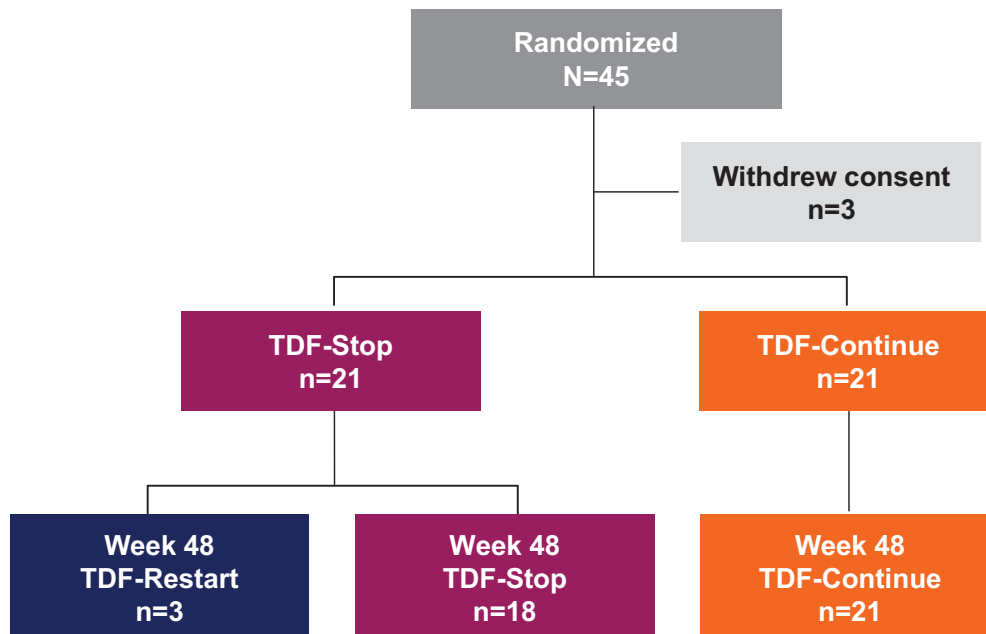 Randomized
N=45
Withdrew consent
n=3
TDF-Stop
n=21
TDF-Continue
n=21
Week 48
TDF-Restart
n=3
Week 48
TDF-Stop
n=18
Week 48
TDF-Continue
n=21